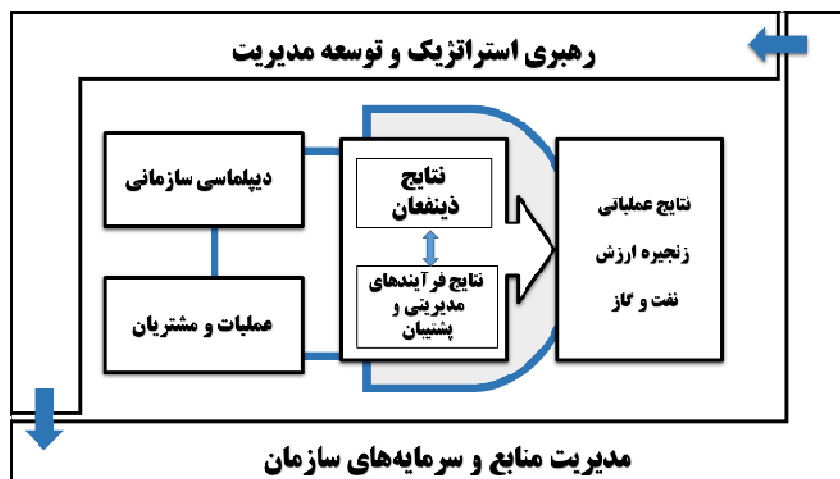 رهبری استراتژیک و توسعه مدیریت
دیپلماسی سازمانی
عملیات و مشتریان
نتایج
ذینفعان
نتایج فرآیندهای
مدیریتی و
پشتیبان
نتایج عملیاتی
زنجیره ارزش
نفت و گاز
مدیریت منابع و سرمایه‌های سازمان